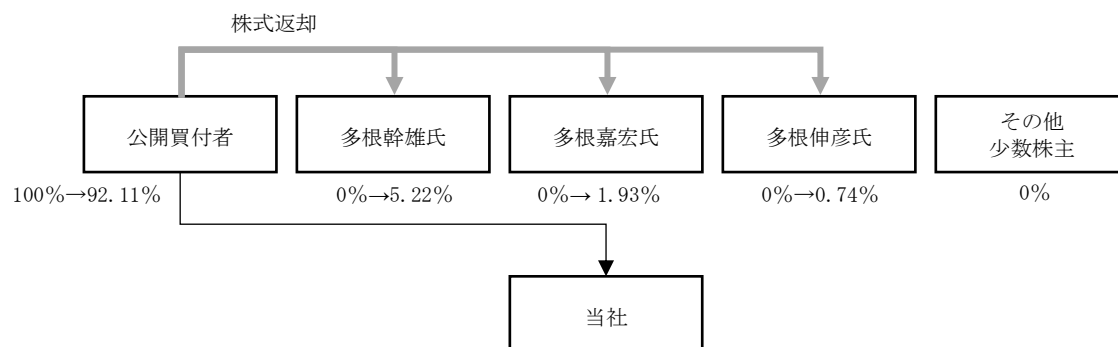 株式返却
公開買付者
多根幹雄氏
多根嘉宏氏
多根伸彦氏
その他
少数株主
100%→92.11%
0%→5.22%
0%→ 1.93%
0%→0.74%
0%
当社